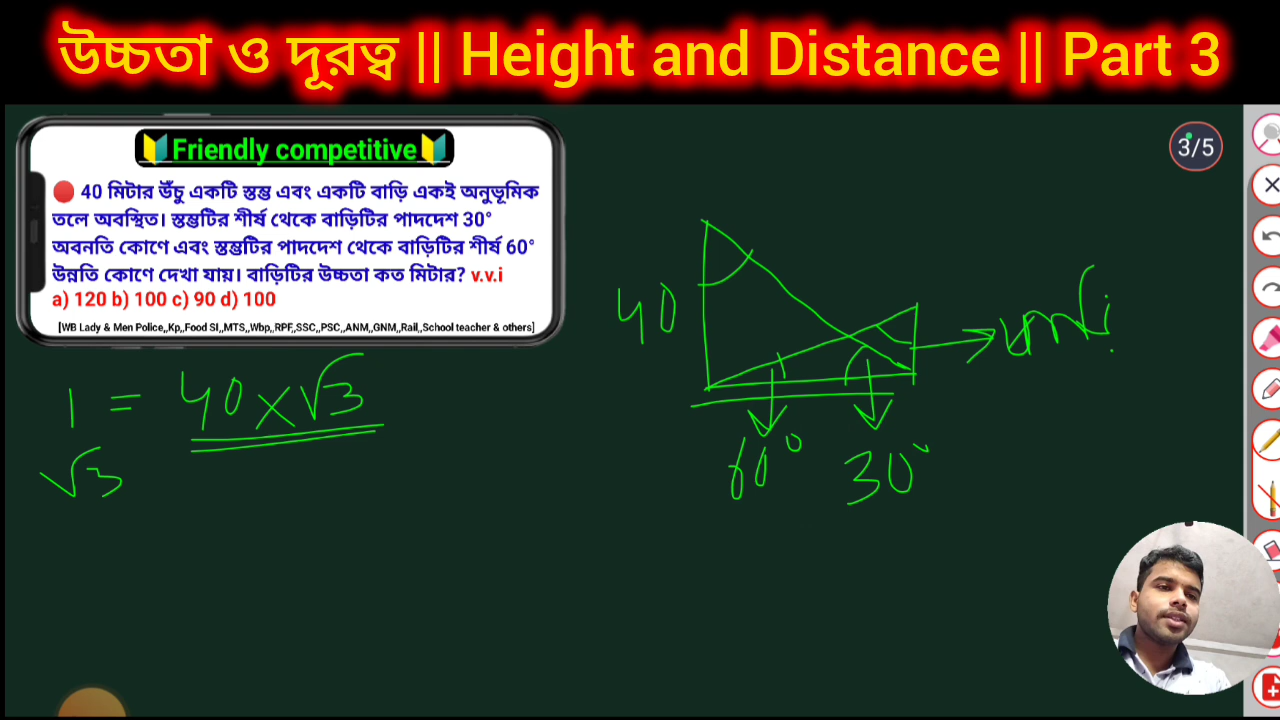 উচ্চতা ও দূরত্ব || Height and Distance || Part 3
Friendly competitive
40 মিটার উঁচু একটি স্তম্ভ এবং একটি বাড়ি একই অনুভূমিক
তলে অবস্থিত। স্তম্ভটির শীর্ষ থেকে বাড়িটির পাদদেশ 30°
অবনতি কোণে এবং স্তম্ভটির পাদদেশ থেকে বাড়িটির শীর্ষ 60°
উন্নতি কোণে দেখা যায়। বাড়িটির উচ্চতা কত মিটার? v.v.i
a) 120 b) 100 c) 90 d) 100
[WB Lady & Men Police,,Kp,,Food SI,,MTS,,Wbp,,RPF,,SSC,,PSC,,ANM,,GNM,,Rail,,School teacher & others]
3/5
1 = 40×√3
√3
40
60° 30°